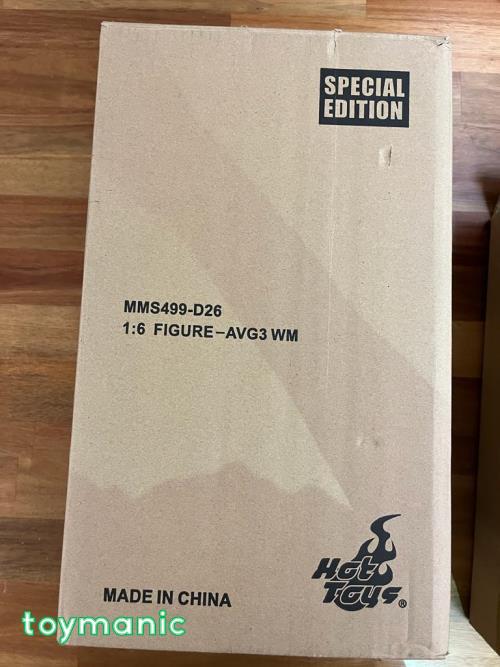 SPECIAL
EDITION
MMS499-D26
1:6 FIGURE-AVG3 WM
Hot
Toys®
MADE IN CHINA
toymanic